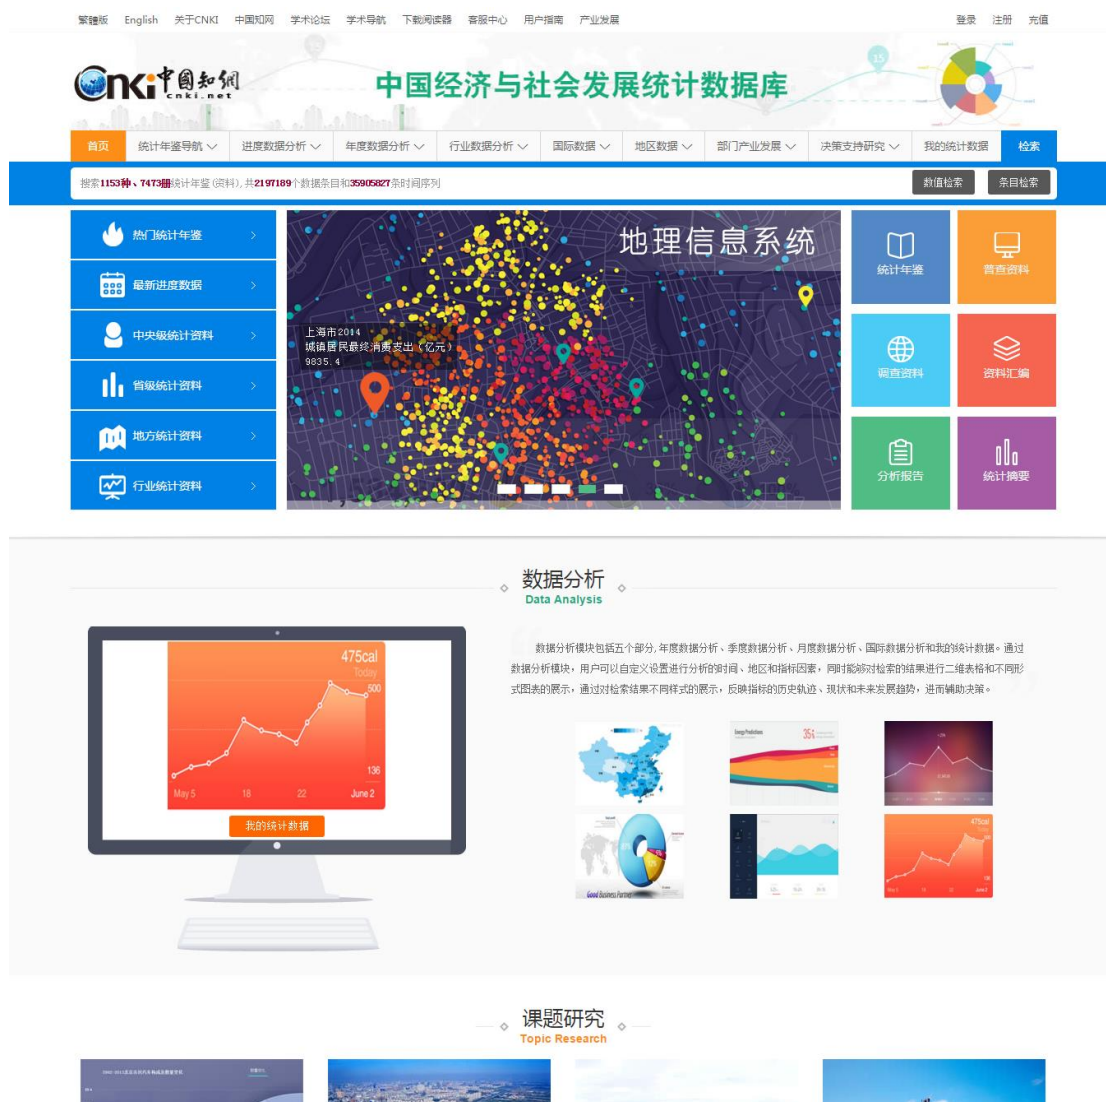 繁體版 English 关于CNKI 中国知网 学术论坛 学术导航 下载阅读器 客服中心 用户指南 产业发展 登录 注册 充值
Cnki 中國知網
cnki.net
中国经济与社会发展统计数据库
15
首页 统计年鉴导航 进度数据分析 年度数据分析 行业数据分析 国际数据 地区数据 部门产业发展 决策支持研究 我的统计数据 检索
搜索1153种、7473册统计年鉴(资料), 共2197189个数据条目和35905827条时间序列 数值检索 条目检索
热门统计年鉴
最新进度数据
中央级统计资料
省级统计资料
地方统计资料
行业统计资料
地理信息系统
上海市2014
城镇居民最终消费支出（亿元）
9835.4
统计年鉴 普查资料
调查资料 资料汇编
分析报告 统计摘要
数据分析
Data Analysis
475cal
Today
500
136
May 5 18 22 June 2
我的统计数据
数据分析模块包括五个部分, 年度数据分析、季度数据分析、月度数据分析、国际数据分析和我的统计数据。通过
数据分析模块，用户可以自定义设置进行分析的时间、地区和指标因素，同时能够对检索的结果进行二维表格和不同形
式图表的展示，通过对检索结果不同样式的展示，反映指标的历史轨迹、现状和未来发展趋势，进而辅助决策。
Energy Predictions 35%
Good Business Partner
475cal
课题研究
Topic Research